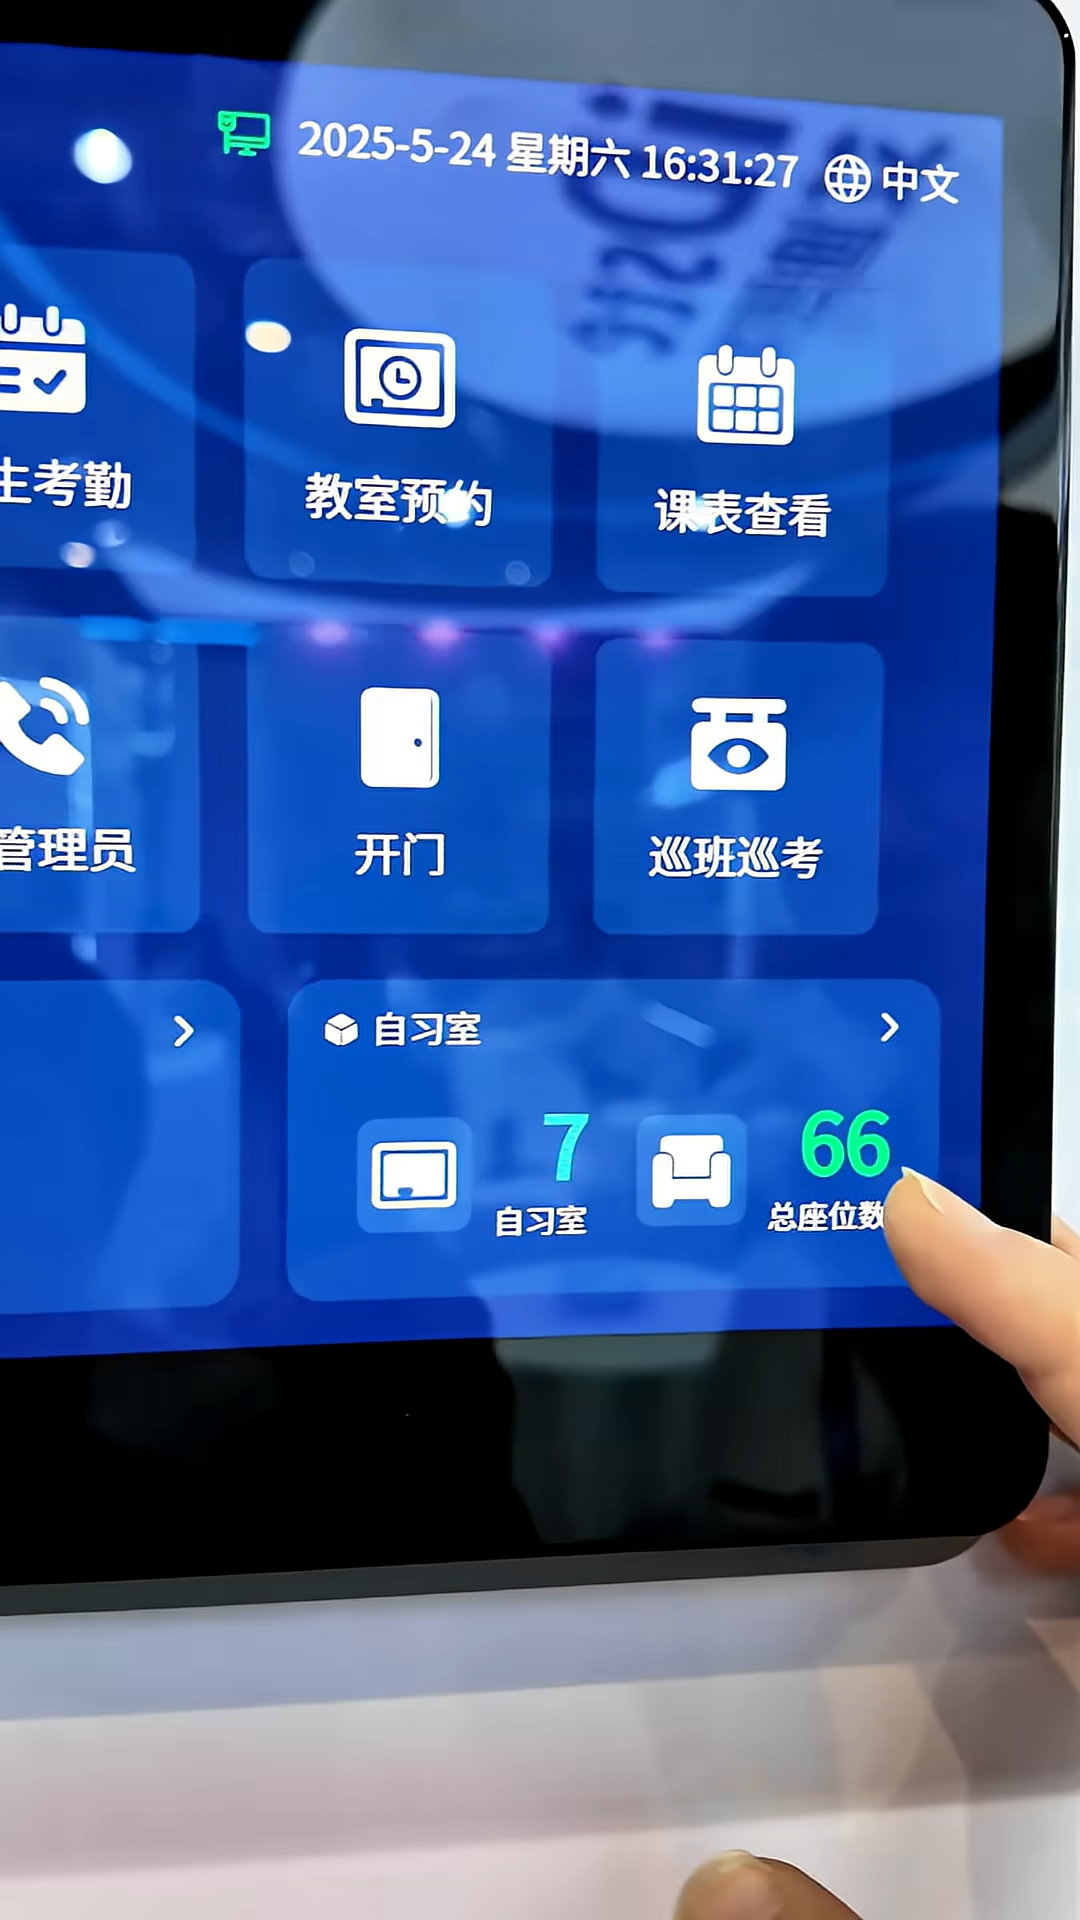 2025-5-24 星期六 16:31:27 中文
生考勤
教室预约
课表查看
管理员
开门
巡班巡考
自习室
7
66
自习室
总座位数